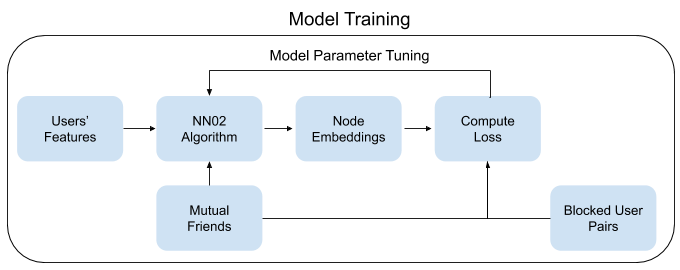 Model Training
Model Parameter Tuning
Users'
Features
NN02
Algorithm
Node
Embeddings
Compute
Loss
Mutual
Friends
Blocked User
Pairs